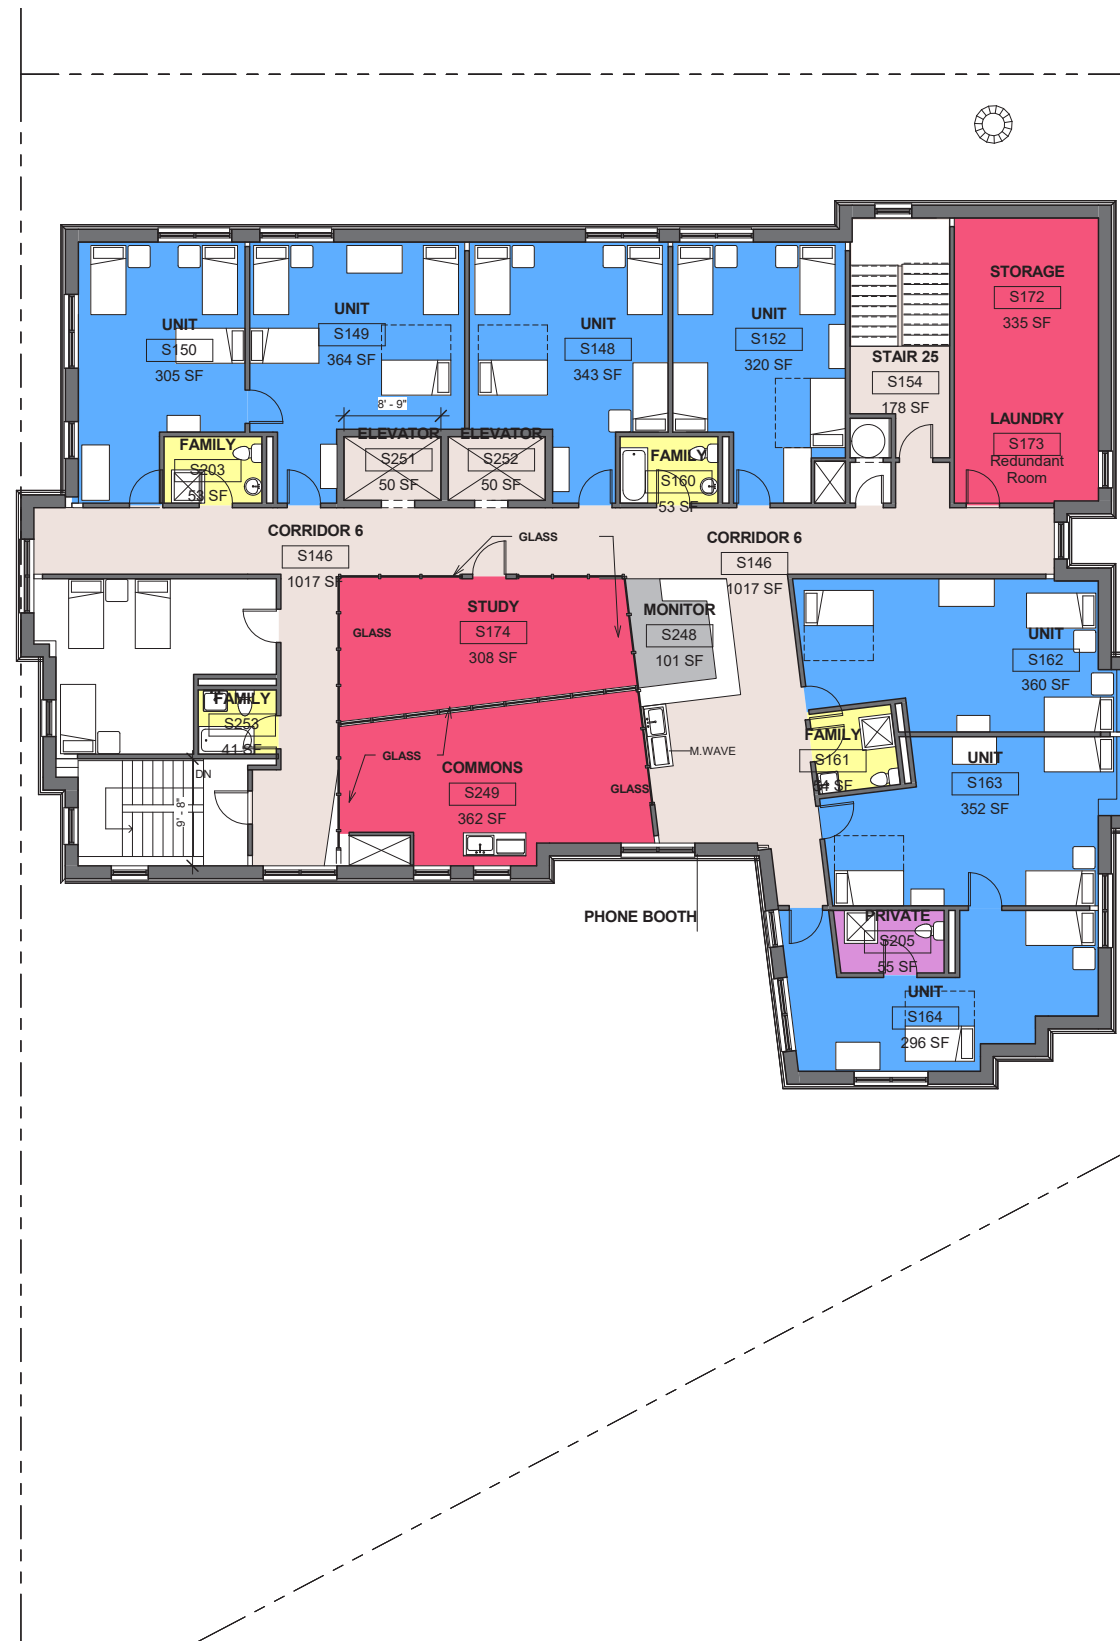 UNIT
S150
305 SF
UNIT
S149
364 SF
8' - 9"
UNIT
S148
343 SF
UNIT
S152
320 SF
STAIR 25
S154
178 SF
STORAGE
S172
335 SF
LAUNDRY
S173
Redundant
Room
FAMILY
S203
53 SF
ELEVATOR
S251
50 SF
ELEVATOR
S252
50 SF
FAMILY
S160
53 SF
CORRIDOR 6
S146
1017 SF
GLASS
CORRIDOR 6
S146
1017 SF
STUDY
S174
308 SF
GLASS
MONITOR
S248
101 SF
UNIT
S162
360 SF
FAMILY
S253
41 SF
DN
9' - 8"
GLASS
COMMONS
S249
362 SF
GLASS
M.WAVE
FAMILY
S161
51 SF
UNIT
S163
352 SF
PHONE BOOTH
PRIVATE
S205
55 SF
UNIT
S164
296 SF